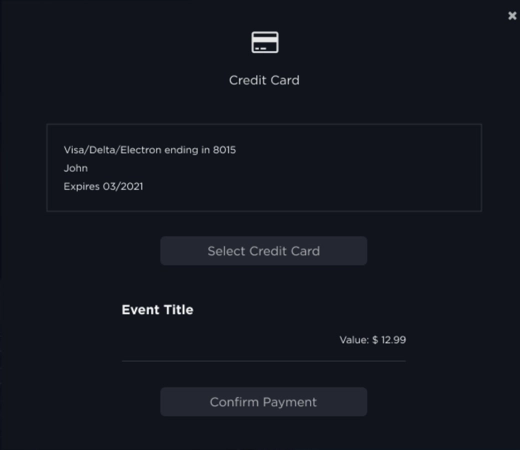 Credit Card
Visa/Delta/Electron ending in 8015
John
Expires 03/2021
Select Credit Card
Event Title
Value: $ 12.99
Confirm Payment